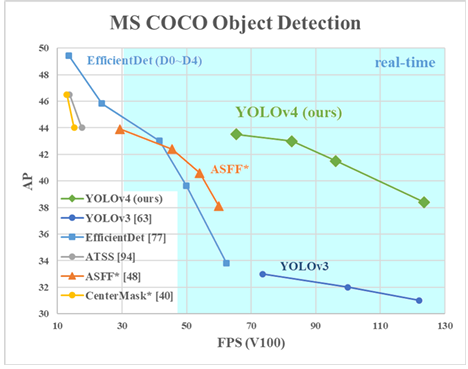 MS COCO Object Detection
50
EfficientDet (D0~D4)
real-time
48
46
YOLOv4 (ours)
44
42
ASFF*
AP
40
YOLOv4 (ours)
38
YOLOv3 [63]
EfficientDet [77]
36
ATSS [94]
34
ASFF* [48]
YOLOv3
32
CenterMask* [40]
30
10 30 50 70 90 110 130
FPS (V100)